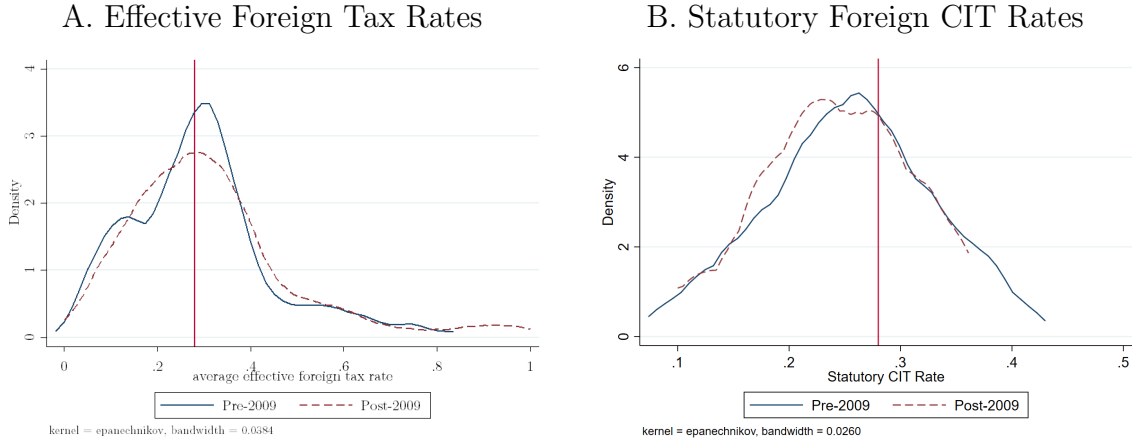 A. Effective Foreign Tax Rates
4
3
2
1
0
Density
0 .2 .4 .6 .8 1
average effective foreign tax rate
Pre-2009 Post-2009
kernel = epanechnikov, bandwidth = 0.0384
B. Statutory Foreign CIT Rates
6
4
2
0
Density
.1 .2 .3 .4 .5
Statutory CIT Rate
Pre-2009 Post-2009
kernel = epanechnikov, bandwidth = 0.0260